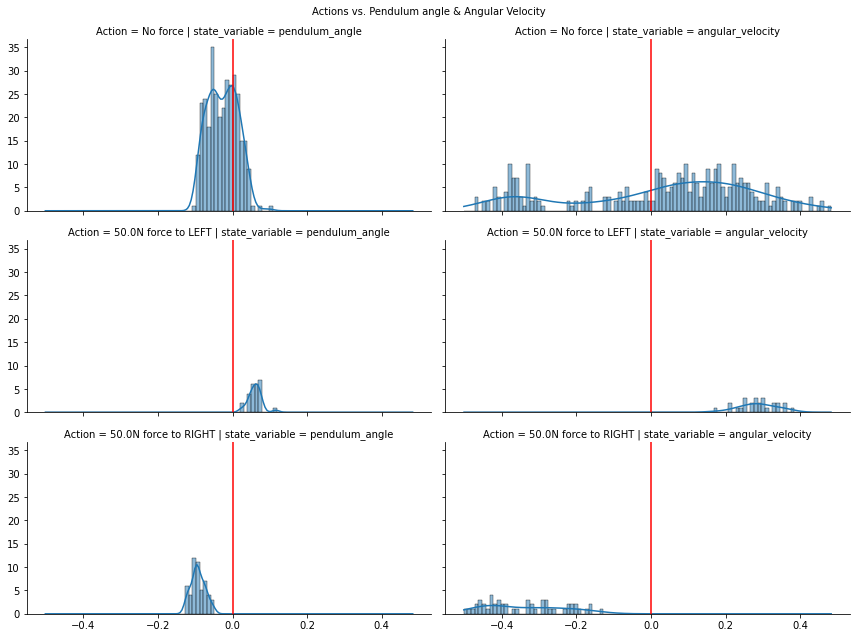 Actions vs. Pendulum angle & Angular Velocity
Action = No force | state_variable = pendulum_angle
Action = No force | state_variable = angular_velocity
35
30
25
20
15
10
5
0
Action = 50.0N force to LEFT | state_variable = pendulum_angle
Action = 50.0N force to LEFT | state_variable = angular_velocity
35
30
25
20
15
10
5
0
Action = 50.0N force to RIGHT | state_variable = pendulum_angle
Action = 50.0N force to RIGHT | state_variable = angular_velocity
35
30
25
20
15
10
5
0
−0.4 −0.2 0.0 0.2 0.4
−0.4 −0.2 0.0 0.2 0.4